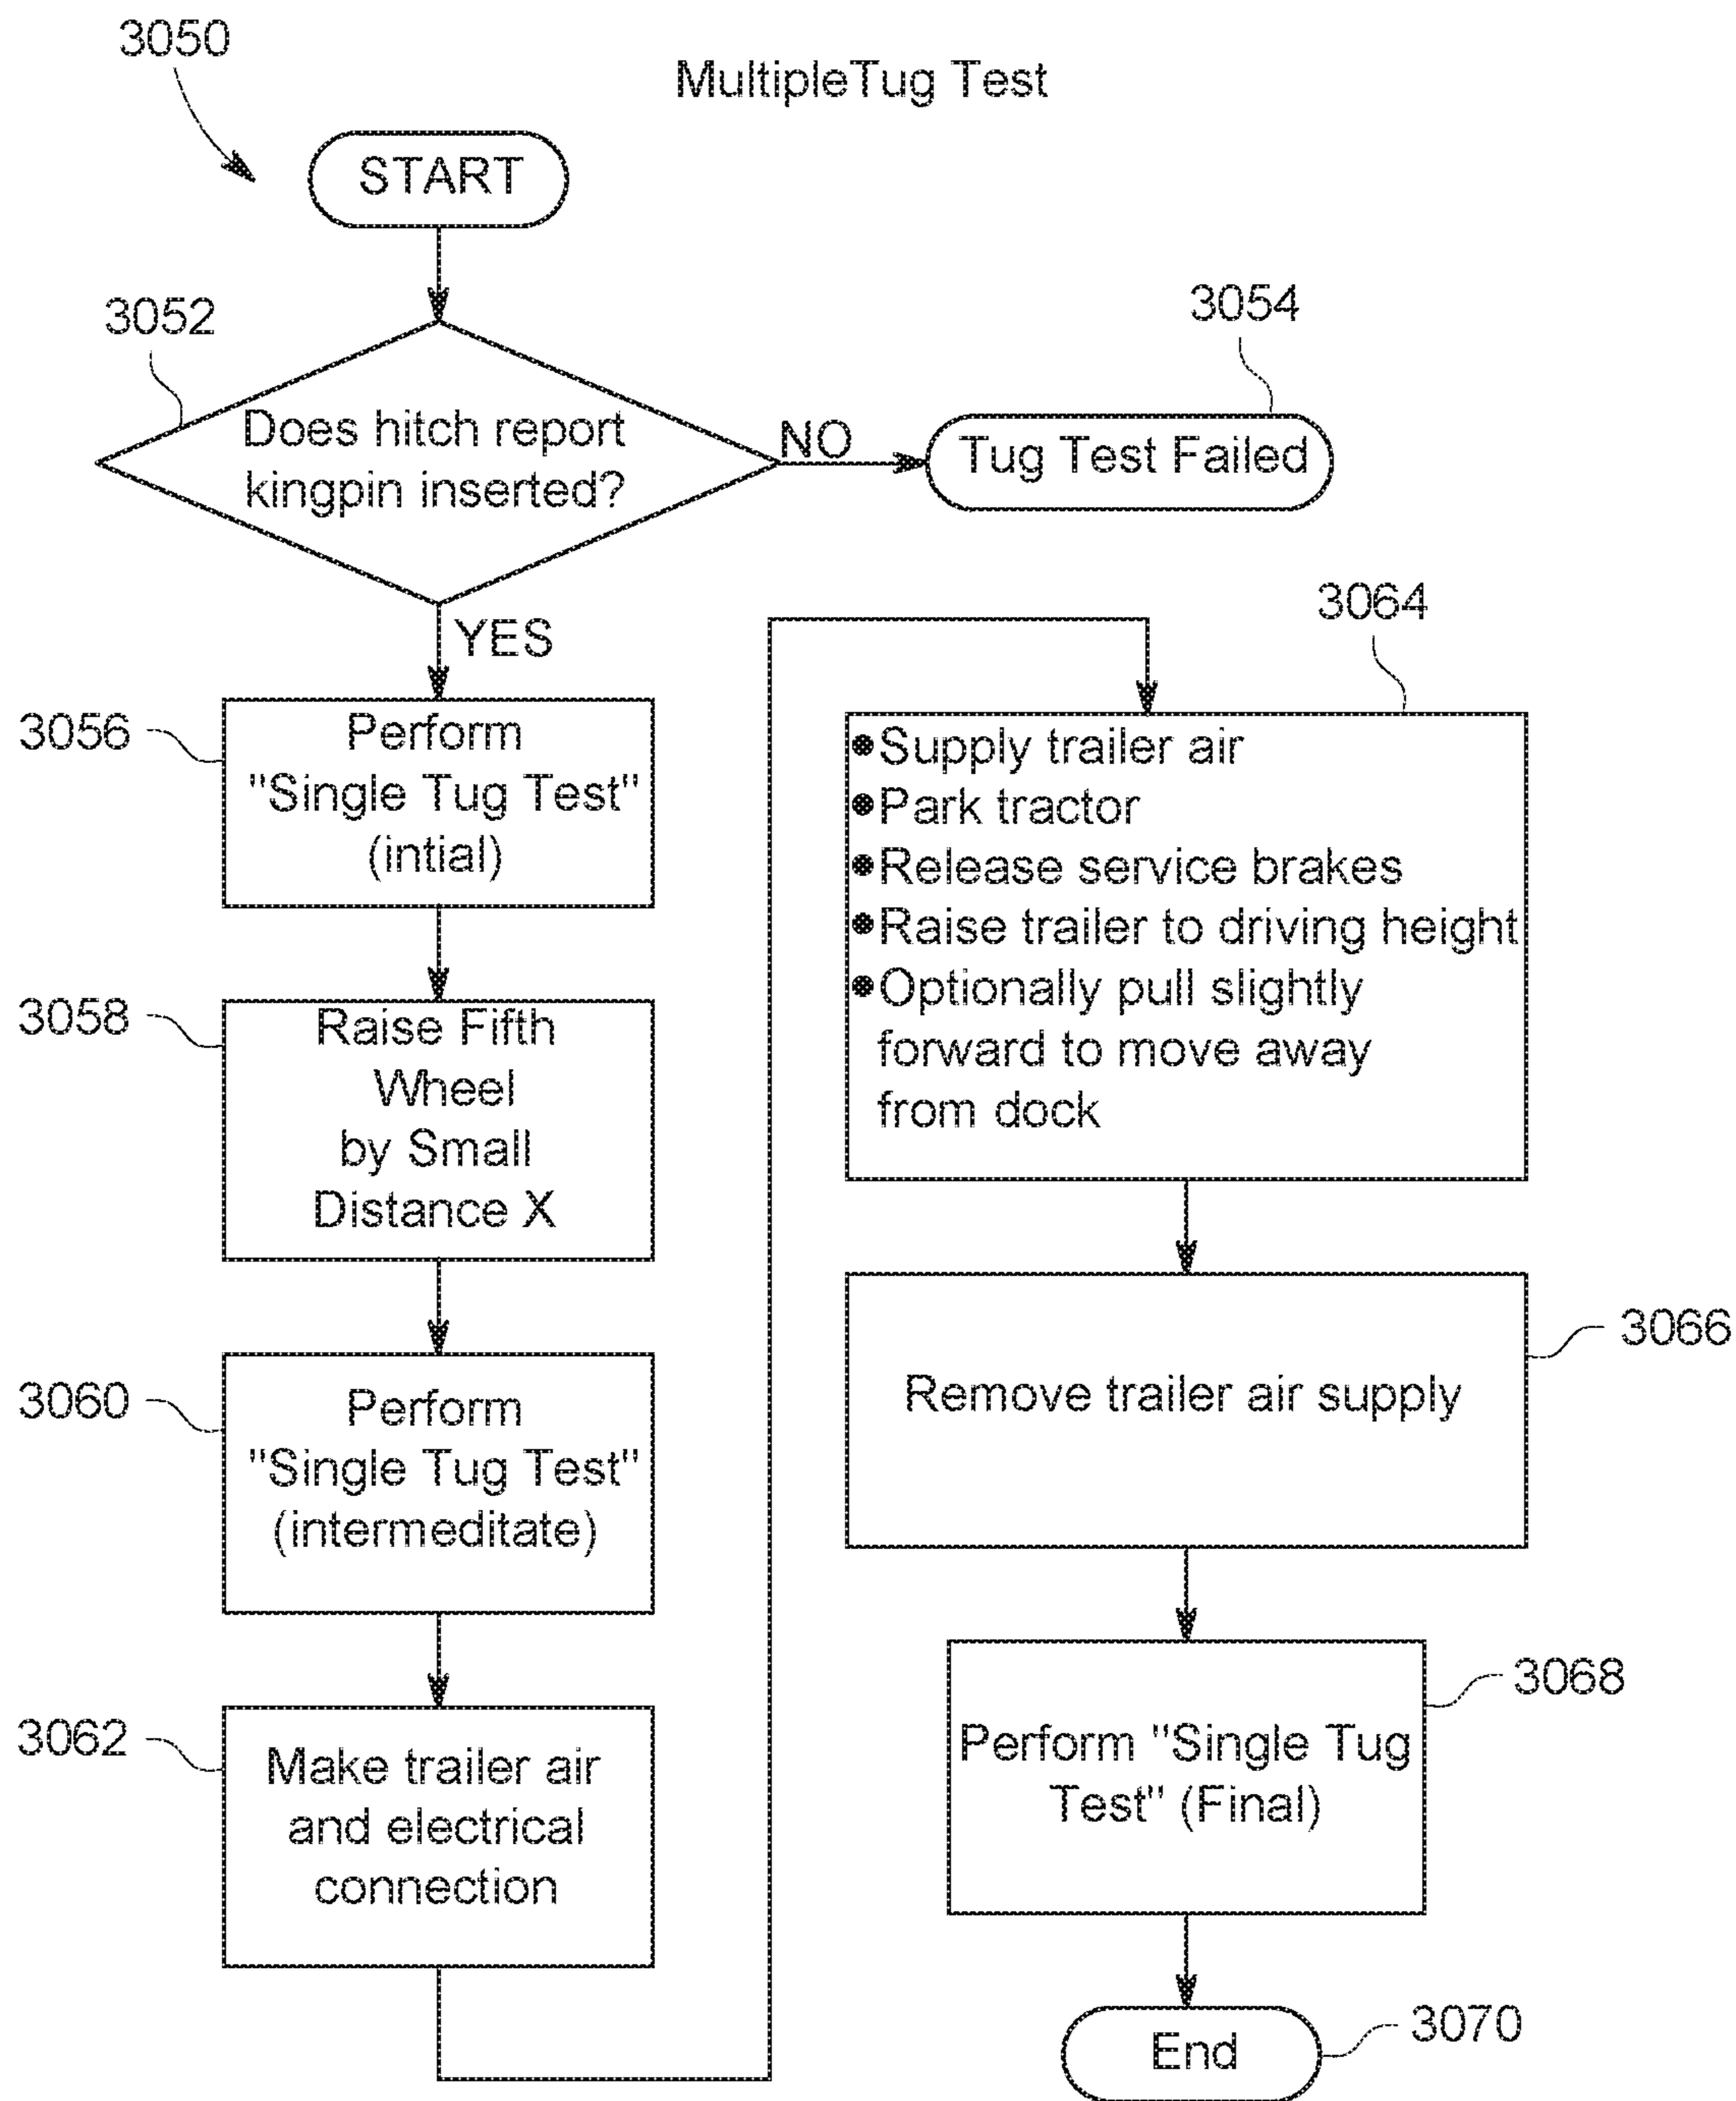 3050
MultipleTug Test
START
3052
Does hitch report
kingpin inserted?
NO
3054
Tug Test Failed
YES
3056
Perform
"Single Tug Test"
(intial)
3058
Raise Fifth
Wheel
by Small
Distance X
3060
Perform
"Single Tug Test"
(intermeditate)
3062
Make trailer air
and electrical
connection
3064
•Supply trailer air
•Park tractor
•Release service brakes
•Raise trailer to driving height
•Optionally pull slightly
forward to move away
from dock
3066
Remove trailer air supply
3068
Perform "Single Tug
Test" (Final)
End
3070